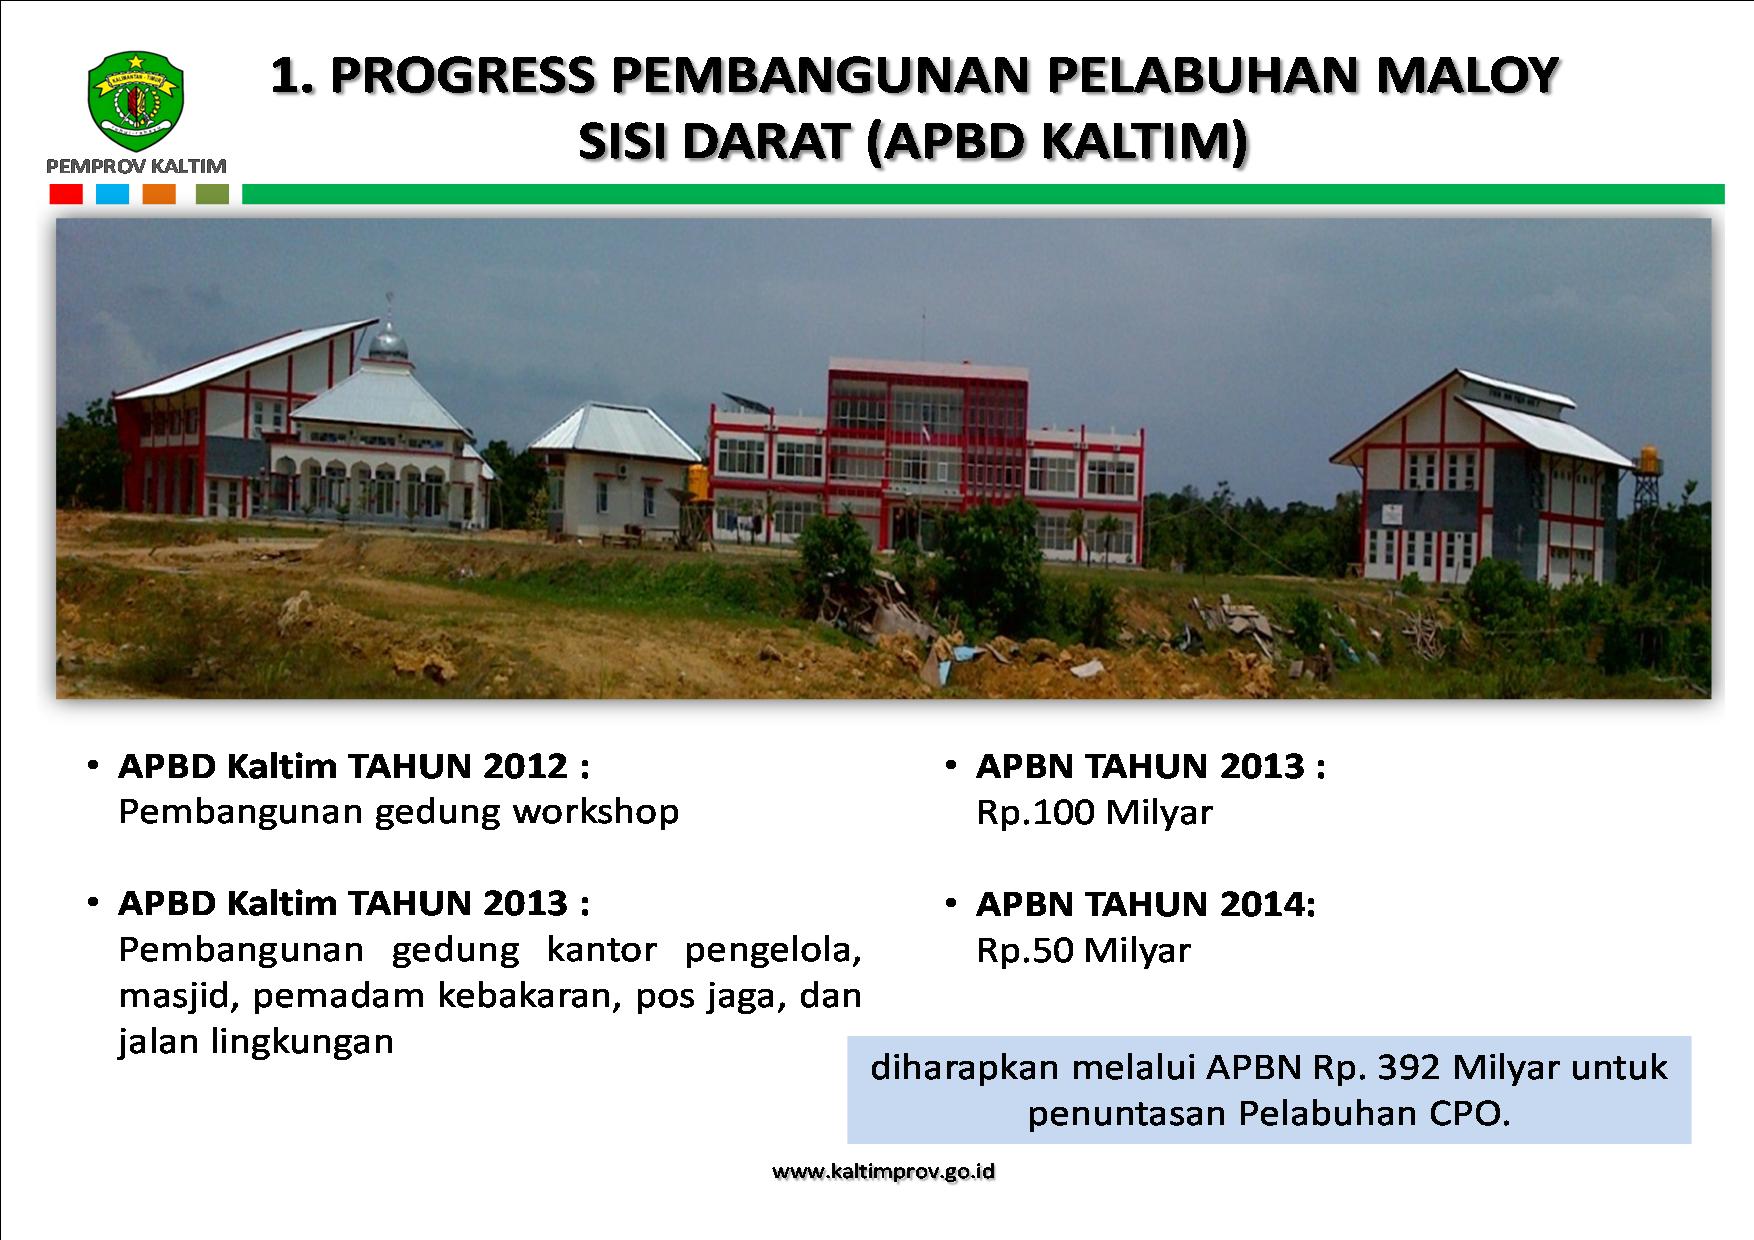 KALIMANTAN - TIMUR
PEMPROV KALTIM
1. PROGRESS PEMBANGUNAN PELABUHAN MALOY
SISI DARAT (APBD KALTIM)
• APBD Kaltim TAHUN 2012 :
Pembangunan gedung workshop
• APBD Kaltim TAHUN 2013 :
Pembangunan gedung kantor pengelola,
masjid, pemadam kebakaran, pos jaga, dan
jalan lingkungan
• APBN TAHUN 2013 :
Rp.100 Milyar
• APBN TAHUN 2014:
Rp.50 Milyar
diharapkan melalui APBN Rp. 392 Milyar untuk
penuntasan Pelabuhan CPO.
www.kaltimprov.go.id